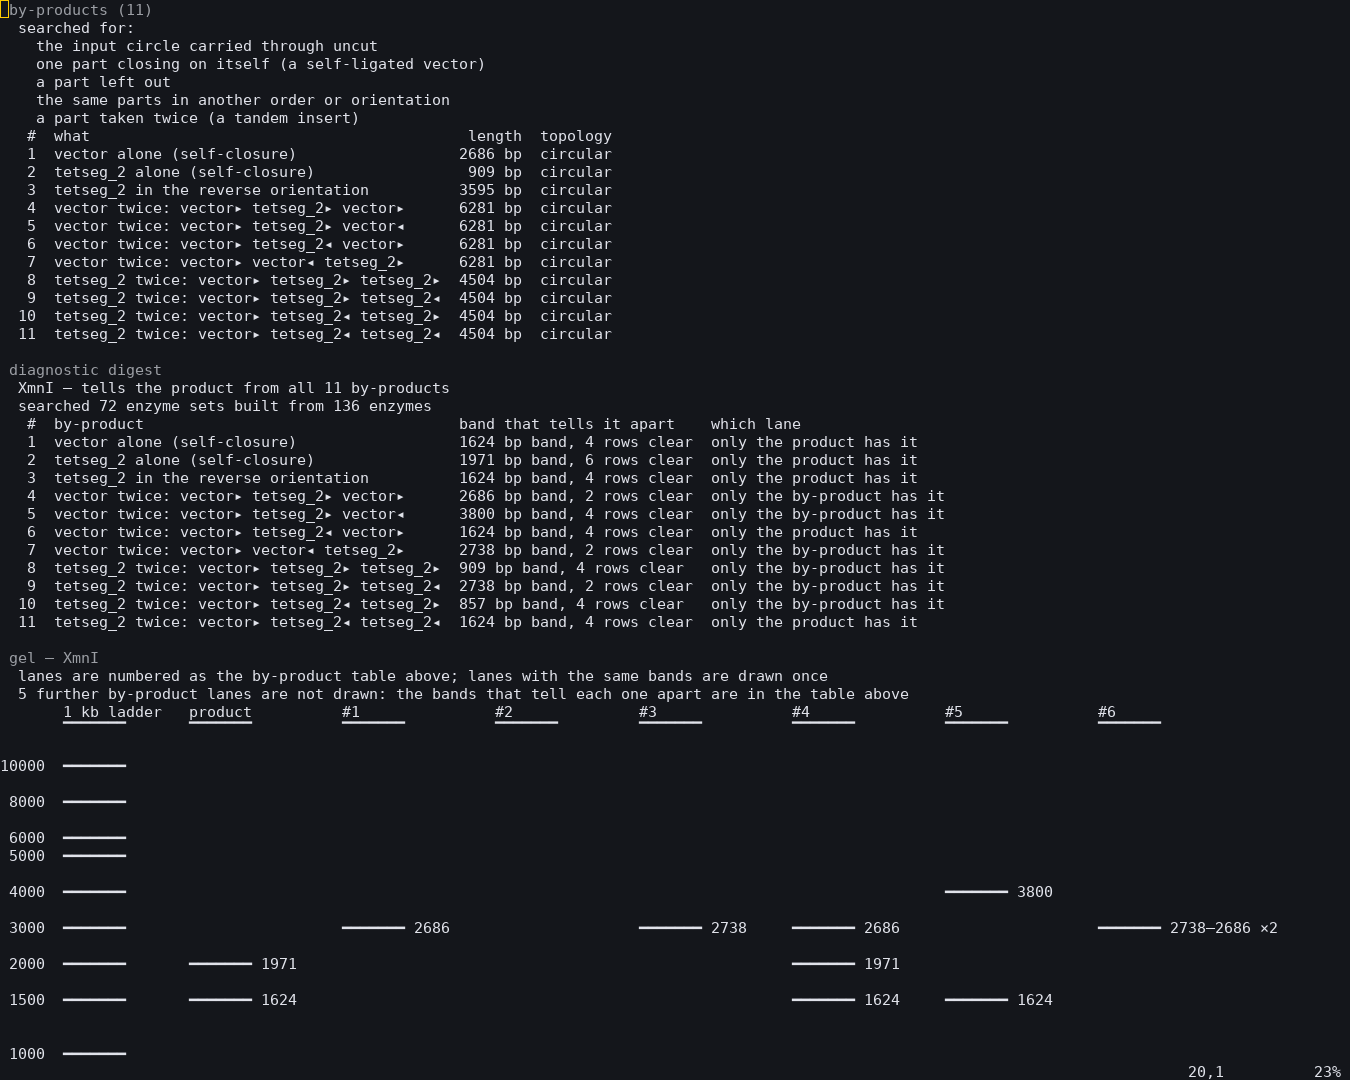 by-products (11)
searched for:
the input circle carried through uncut
one part closing on itself (a self-ligated vector)
a part left out
the same parts in another order or orientation
a part taken twice (a tandem insert)
# what length topology
1 vector alone (self-closure) 2686 bp circular
2 tetseg_2 alone (self-closure) 909 bp circular
3 tetseg_2 in the reverse orientation 3595 bp circular
4 vector twice: vector▸ tetseg_2▸ vector▸ 6281 bp circular
5 vector twice: vector▸ tetseg_2▸ vector◂ 6281 bp circular
6 vector twice: vector▸ tetseg_2◂ vector▸ 6281 bp circular
7 vector twice: vector▸ vector◂ tetseg_2▸ 6281 bp circular
8 tetseg_2 twice: vector▸ tetseg_2▸ tetseg_2▸ 4504 bp circular
9 tetseg_2 twice: vector▸ tetseg_2▸ tetseg_2◂ 4504 bp circular
10 tetseg_2 twice: vector▸ tetseg_2◂ tetseg_2▸ 4504 bp circular
11 tetseg_2 twice: vector▸ tetseg_2◂ tetseg_2◂ 4504 bp circular
diagnostic digest
XmnI — tells the product from all 11 by-products
searched 72 enzyme sets built from 136 enzymes
# by-product band that tells it apart which lane
1 vector alone (self-closure) 1624 bp band, 4 rows clear only the product has it
2 tetseg_2 alone (self-closure) 1971 bp band, 6 rows clear only the product has it
3 tetseg_2 in the reverse orientation 1624 bp band, 4 rows clear only the product has it
4 vector twice: vector▸ tetseg_2▸ vector▸ 2686 bp band, 2 rows clear only the by-product has it
5 vector twice: vector▸ tetseg_2▸ vector◂ 3800 bp band, 4 rows clear only the by-product has it
6 vector twice: vector▸ tetseg_2◂ vector▸ 1624 bp band, 4 rows clear only the product has it
7 vector twice: vector▸ vector◂ tetseg_2▸ 2738 bp band, 2 rows clear only the by-product has it
8 tetseg_2 twice: vector▸ tetseg_2▸ tetseg_2▸ 909 bp band, 4 rows clear only the by-product has it
9 tetseg_2 twice: vector▸ tetseg_2▸ tetseg_2◂ 2738 bp band, 2 rows clear only the by-product has it
10 tetseg_2 twice: vector▸ tetseg_2◂ tetseg_2▸ 857 bp band, 4 rows clear only the by-product has it
11 tetseg_2 twice: vector▸ tetseg_2◂ tetseg_2◂ 1624 bp band, 4 rows clear only the product has it
gel — XmnI
lanes are numbered as the by-product table above; lanes with the same bands are drawn once
5 further by-product lanes are not drawn: the bands that tell each one apart are in the table above
1 kb ladder product #1 #2 #3 #4 #5 #6
10000
8000
6000
5000
4000 3800
3000 2686 2738 2686 2738–2686 ×2
2000 1971 1971
1500 1624 1624 1624
1000
20,1 23%